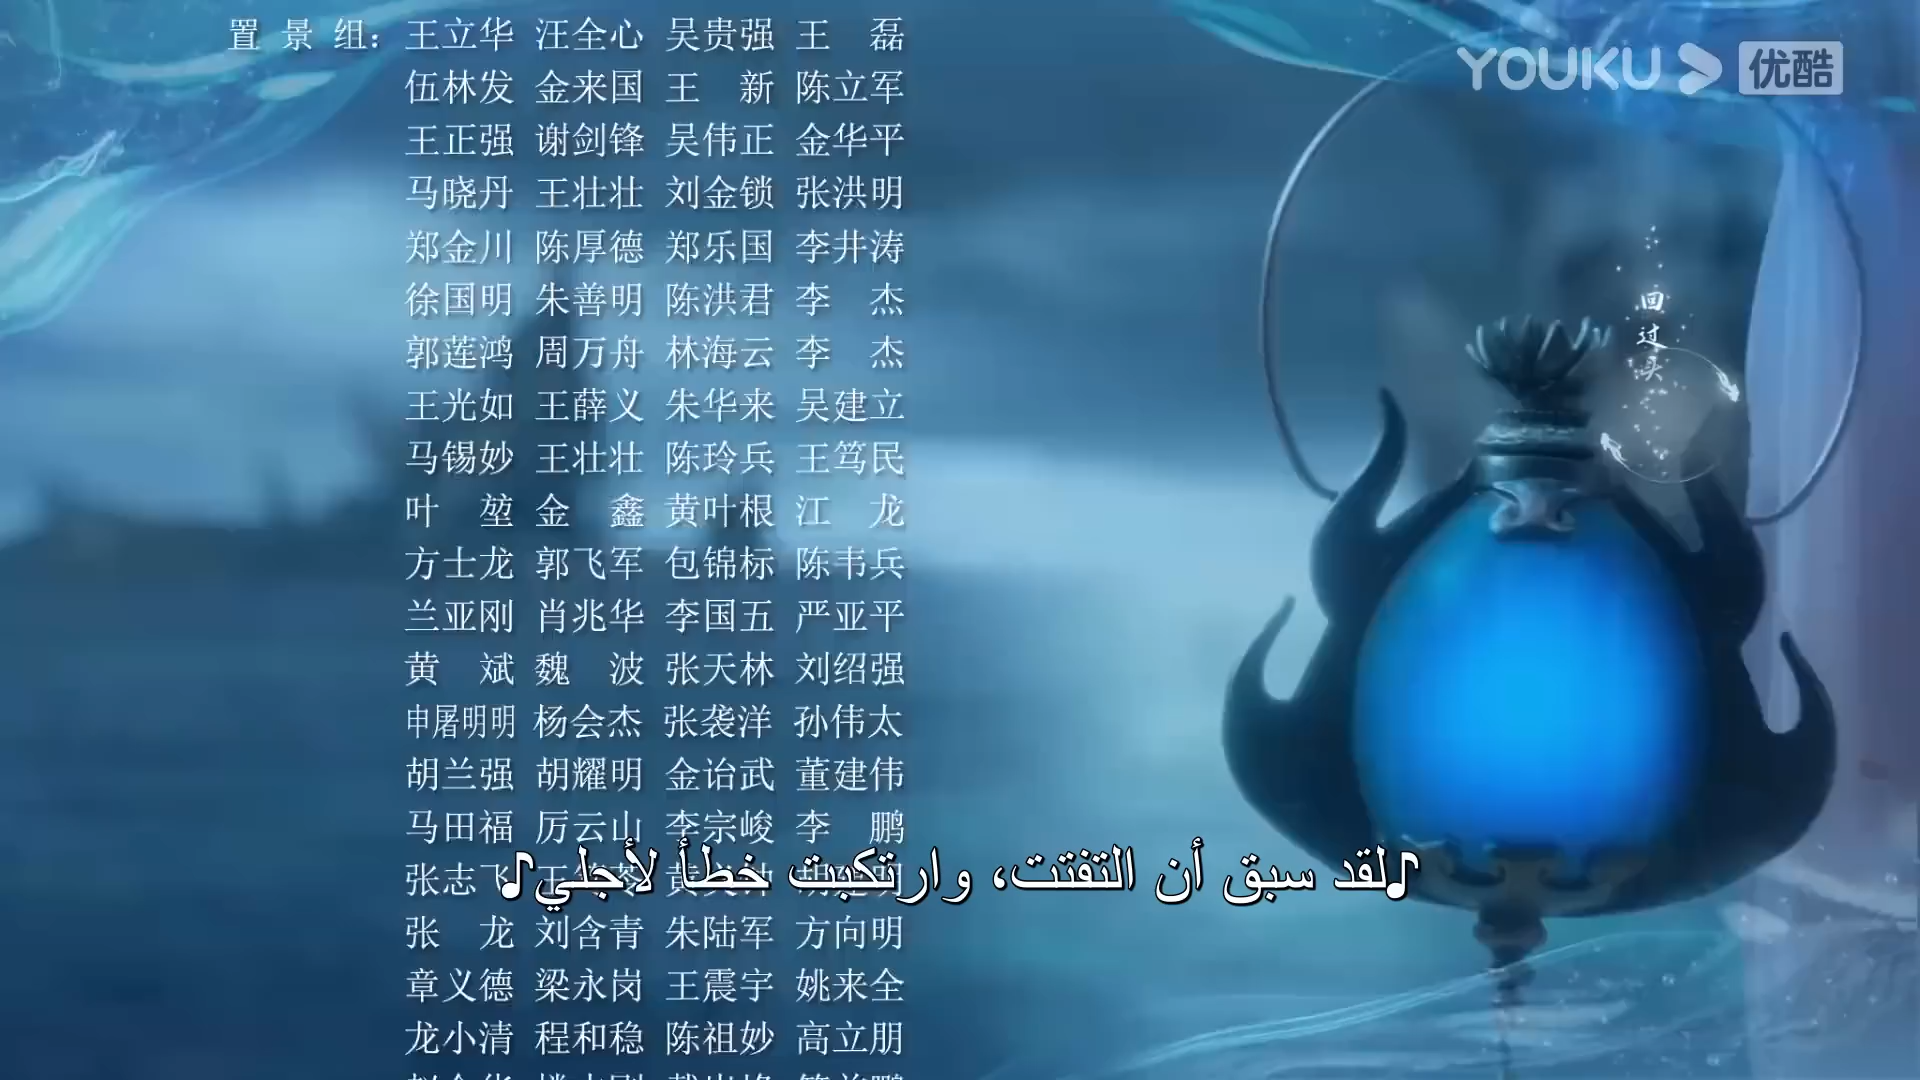 置景组：王立华 汪全心 吴贵强 王 磊
YOUKU 优酷
伍林发 金来国 王 新 陈立军
王正强 谢剑锋 吴伟正 金华平
马晓丹 王壮壮 刘金锁 张洪明
郑金川 陈厚德 郑乐国 李井涛
徐国明 朱善明 陈洪君 李 杰
回过头
郭莲鸿 周万舟 林海云 李 杰
王光如 王薛义 朱华来 吴建立
马锡妙 王壮壮 陈玲兵 王笃民
叶 堃 金 鑫 黄叶根 江 龙
方士龙 郭飞军 包锦标 陈韦兵
兰亚刚 肖兆华 李国五 严亚平
黄 斌 魏 波 张天林 刘绍强
申屠明明 杨会杰 张袭洋 孙伟太
胡兰强 胡耀明 金诒武 董建伟
马田福 厉云山 李宗峻 李 鹏
张志飞
♪لقد سبق أن التفتت، وارتكبت خطأ لأجلي♪
张 龙 刘含青 朱陆军 方向明
章义德 梁永岗 王震宇 姚来全
龙小清 程和稳 陈祖妙 高立朋